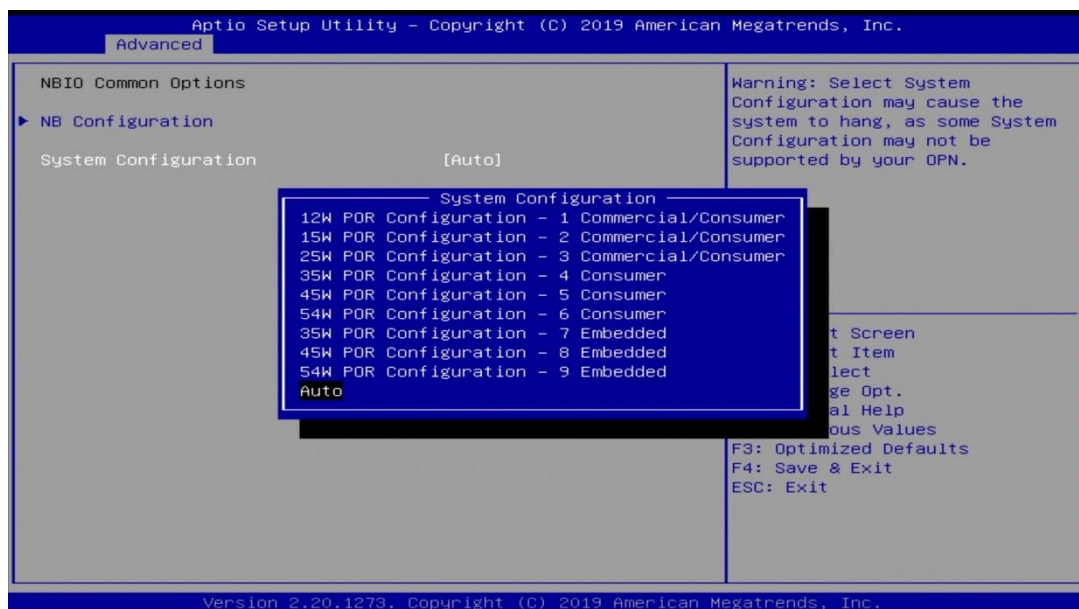 Aptio Setup Utility – Copyright (C) 2019 American Megatrends, Inc.
Advanced
NBIO Common Options
NB Configuration
System Configuration [Auto]
Warning: Select System
Configuration may cause the
system to hang, as some System
Configuration may not be
supported by your OPN.
System Configuration
12W POR Configuration – 1 Commercial/Consumer
15W POR Configuration – 2 Commercial/Consumer
25W POR Configuration – 3 Commercial/Consumer
35W POR Configuration – 4 Consumer
45W POR Configuration – 5 Consumer
54W POR Configuration – 6 Consumer
35W POR Configuration – 7 Embedded
45W POR Configuration – 8 Embedded
54W POR Configuration – 9 Embedded
Auto
t Screen
t Item
lect
ge Opt.
al Help
ous Values
F3: Optimized Defaults
F4: Save & Exit
ESC: Exit
Version 2.20.1273. Copyright (C) 2019 American Megatrends, Inc.